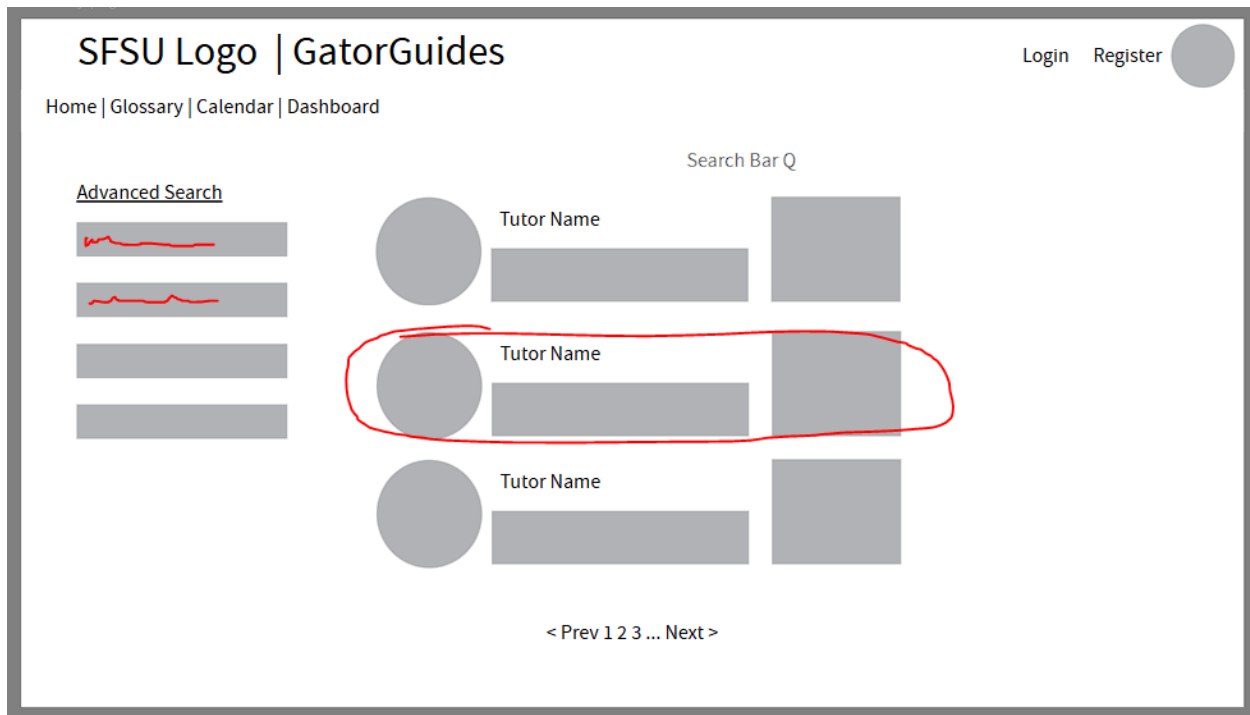 SFSU Logo | GatorGuides
Login Register
Home | Glossary | Calendar | Dashboard
Search Bar Q
Advanced Search
Tutor Name
Tutor Name
Tutor Name
< Prev 1 2 3 ... Next >